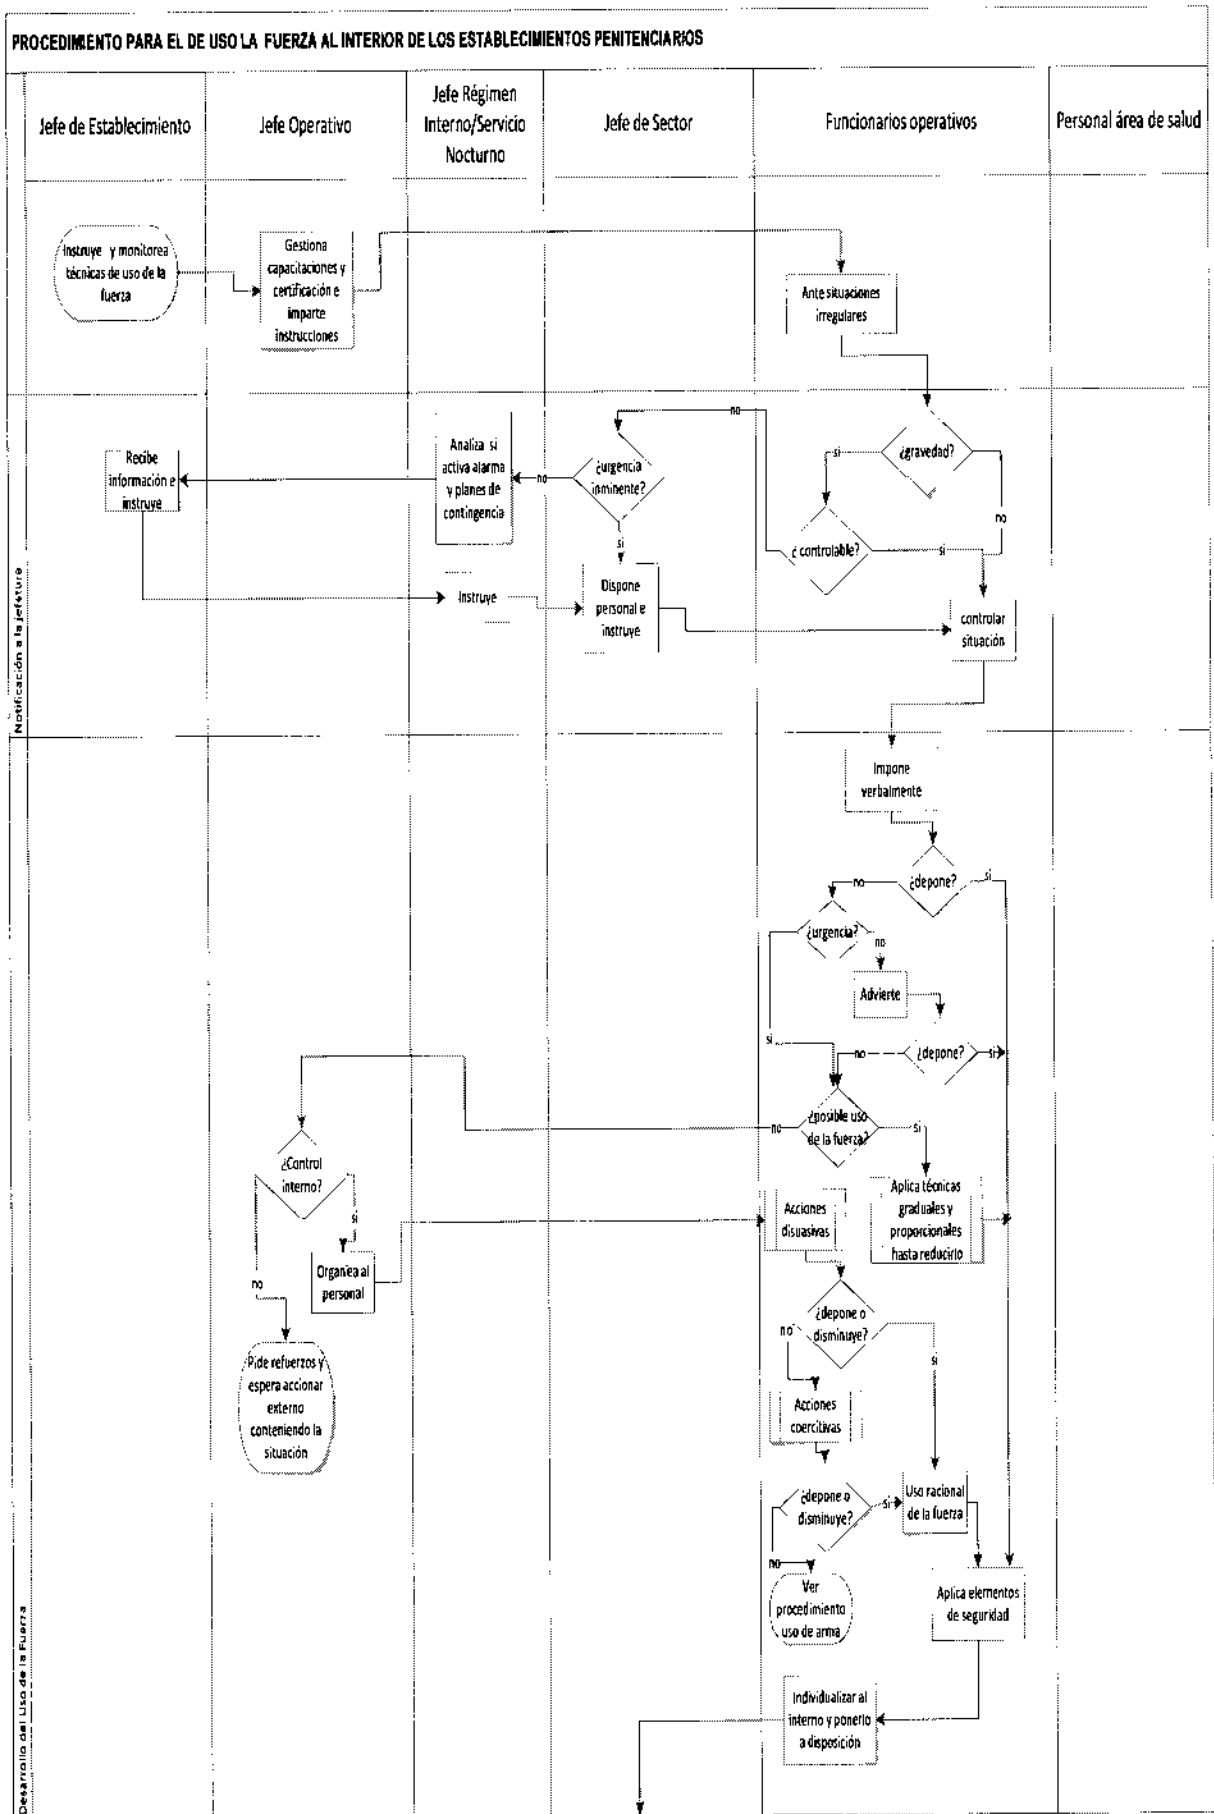 PROCEDIMIENTO PARA EL DE USO LA FUERZA AL INTERIOR DE LOS ESTABLECIMIENTOS PENITENCIARIOS
Jefe de Establecimiento
Jefe Operativo
Jefe Régimen
Interno/Servicio
Nocturno
Jefe de Sector
Funcionarios operativos
Personal área de salud
Instruye y monitorea
técnicas de uso de la
fuerza
Gestiona
capacitaciones y
certificación e
imparte
instrucciones
Ante situaciones
irregulares
Notificación a la jefatura
¿gravedad?
si
no
¿controlable?
si
no
¿urgencia
inminente?
no
si
Analiza si
activa alarma
y planes de
contingencia
Recibe
información e
instruye
Instruye
Dispone
personal e
instruye
controlar
situación
Desarrollo del Uso de la Fuerza
Impone
verbalmente
¿depone?
si
no
¿urgencia?
no
si
Advierte
¿depone?
si
no
¿posible uso
de la fuerza?
no
si
¿Control
interno?
si
no
Organiza al
personal
Pide refuerzos y
espera accionar
externo
conteniendo la
situación
Acciones
disuasivas
Aplica técnicas
graduales y
proporcionales
hasta reducirlo
¿depone o
disminuye?
no
si
Acciones
coercitivas
¿depone o
disminuye?
si
no
Uso racional
de la fuerza
Ver
procedimiento
uso de arma
Aplica elementos
de seguridad
Individualizar al
interno y ponerlo
a disposición